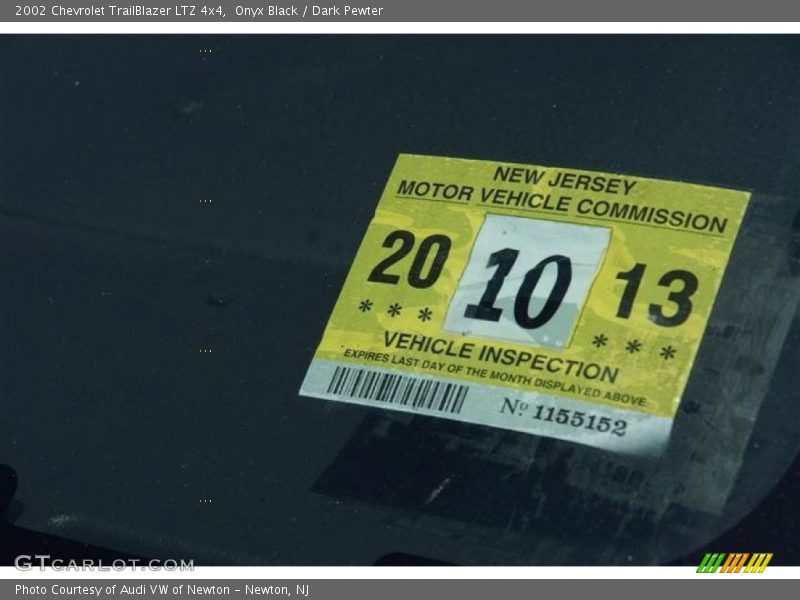 2002 Chevrolet TrailBlazer LTZ 4x4,  Onyx Black / Dark Pewter
NEW JERSEY
MOTOR VEHICLE COMMISSION
20 10 13
* * * * * *
VEHICLE INSPECTION
EXPIRES LAST DAY OF THE MONTH DISPLAYED ABOVE
Nº 1155152
GTCARLOT.COM
Photo Courtesy of Audi VW of Newton - Newton, NJ